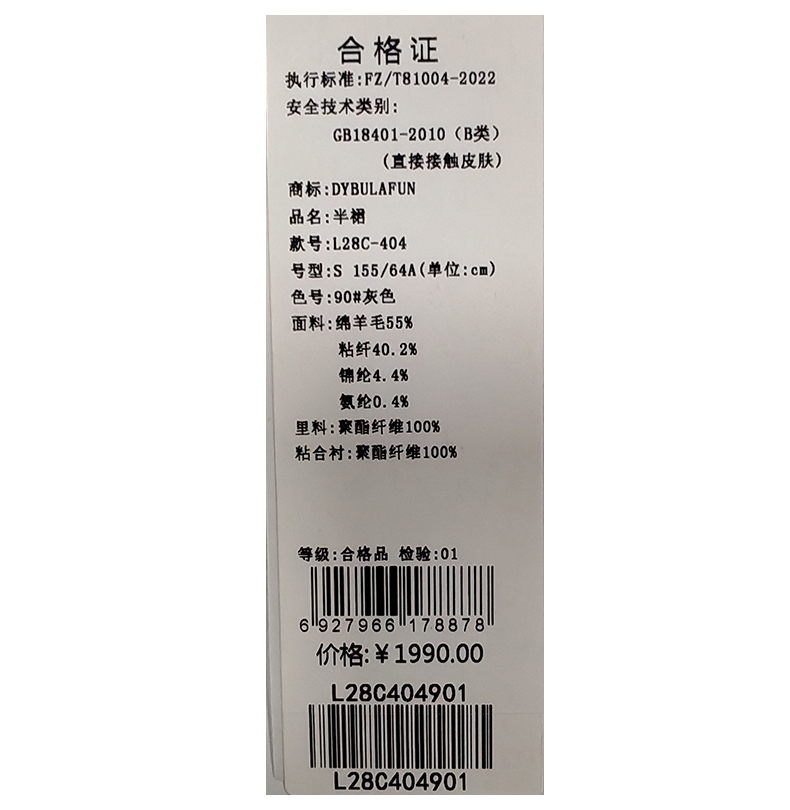 合格证
执行标准:FZ/T81004-2022
安全技术类别:
GB18401-2010（B类）
(直接接触皮肤)
商标:DYBULAFUN
品名:半裙
款号:L28C-404
号型:S 155/64A(单位:cm)
色号:90#灰色
面料:绵羊毛55%
粘纤40.2%
锦纶4.4%
氨纶0.4%
里料:聚酯纤维100%
粘合衬:聚酯纤维100%
等级:合格品 检验:01
6 927966 178878
价格:￥1990.00
L28C404901
L28C404901